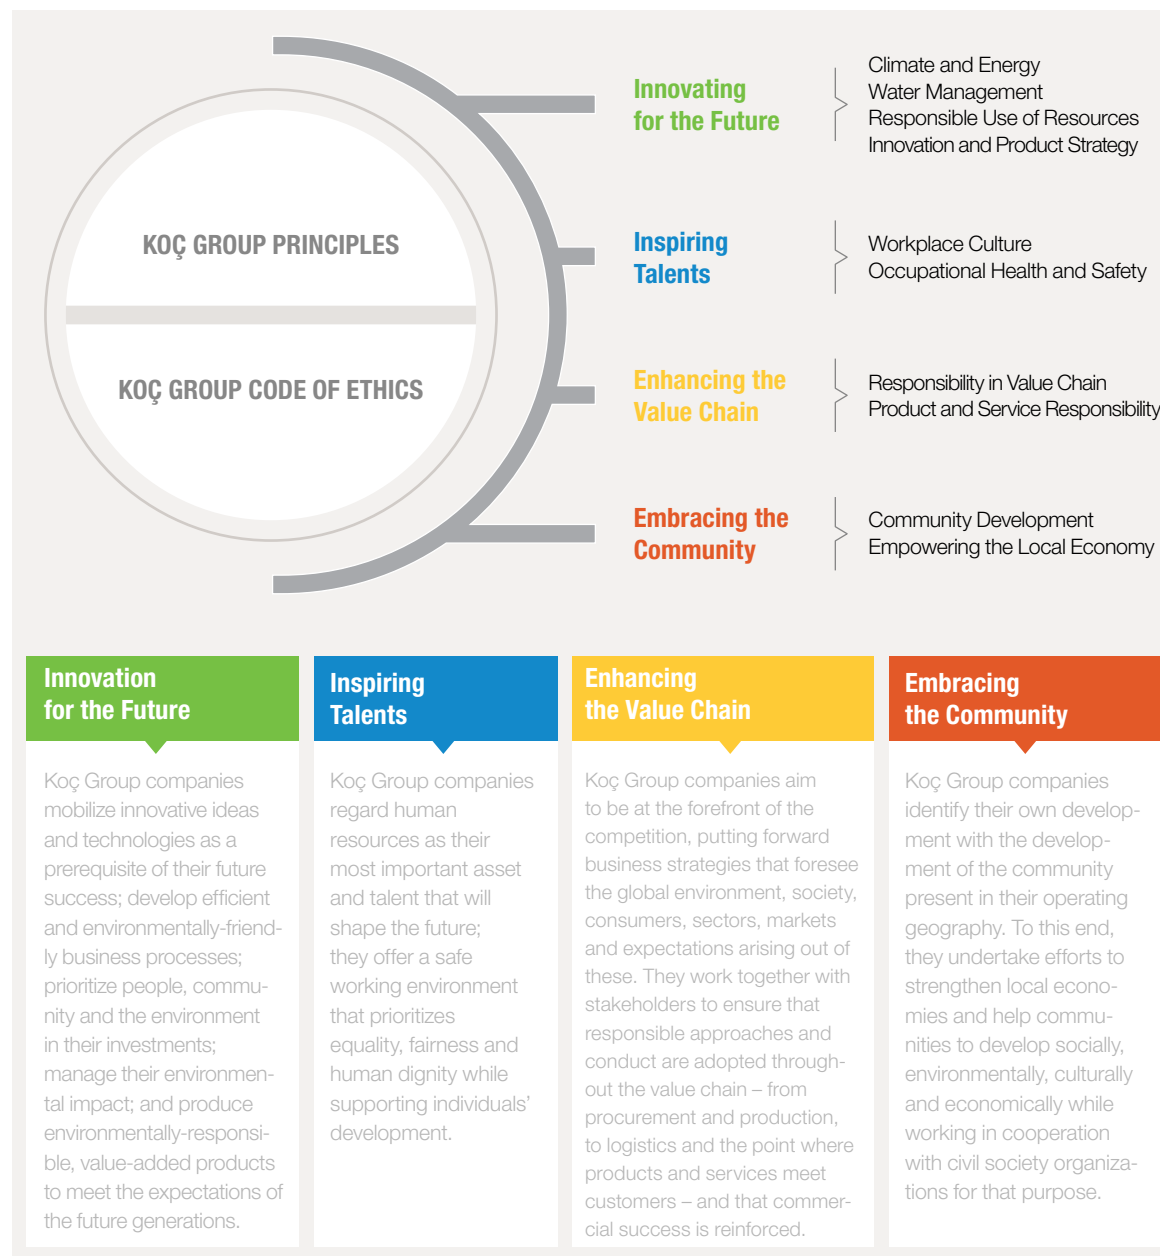 KOÇ GROUP PRINCIPLES
KOÇ GROUP CODE OF ETHICS
Innovating
for the Future
Climate and Energy
Water Management
Responsible Use of Resources
Innovation and Product Strategy
Inspiring
Talents
Workplace Culture
Occupational Health and Safety
Enhancing the
Value Chain
Responsibility in Value Chain
Product and Service Responsibility
Embracing the
Community
Community Development
Empowering the Local Economy
Innovation
for the Future
Koç Group companies
mobilize innovative ideas
and technologies as a
prerequisite of their future
success; develop efficient
and environmentally-friend-
ly business processes;
prioritize people, commu-
nity and the environment
in their investments;
manage their environmen-
tal impact; and produce
environmentally-responsi-
ble, value-added products
to meet the expectations of
the future generations.
Inspiring
Talents
Koç Group companies
regard human
resources as their
most important asset
and talent that will
shape the future;
they offer a safe
working environment
that prioritizes
equality, fairness and
human dignity while
supporting individuals’
development.
Enhancing
the Value Chain
Koç Group companies aim
to be at the forefront of the
competition, putting forward
business strategies that foresee
the global environment, society,
consumers, sectors, markets
and expectations arising out of
these. They work together with
stakeholders to ensure that
responsible approaches and
conduct are adopted through-
out the value chain – from
procurement and production,
to logistics and the point where
products and services meet
customers – and that commer-
cial success is reinforced.
Embracing
the Community
Koç Group companies
identify their own develop-
ment with the develop-
ment of the community
present in their operating
geography. To this end,
they undertake efforts to
strengthen local econo-
mies and help commu-
nities to develop socially,
environmentally, culturally
and economically while
working in cooperation
with civil society organiza-
tions for that purpose.